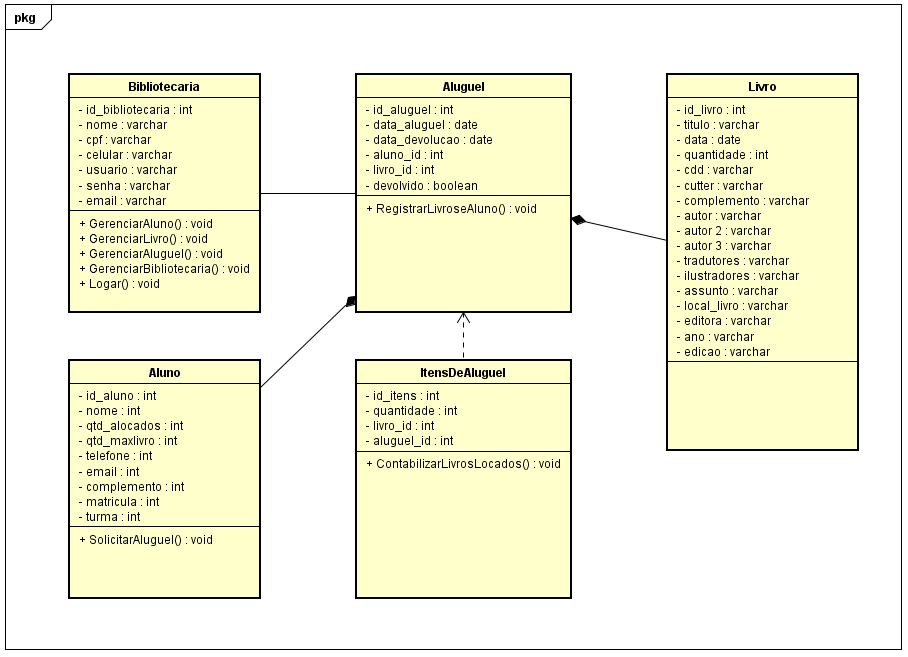 pkg
Bibliotecaria
- id_bibliotecaria : int
- nome : varchar
- cpf : varchar
- celular : varchar
- usuario : varchar
- senha : varchar
- email : varchar
+ GerenciarAluno() : void
+ GerenciarLivro() : void
+ GerenciarAluguel() : void
+ GerenciarBibliotecaria() : void
+ Logar() : void
Aluguel
- id_aluguel : int
- data_aluguel : date
- data_devolucao : date
- aluno_id : int
- livro_id : int
- devolvido : boolean
+ RegistrarLivroseAluno() : void
Livro
- id_livro : int
- titulo : varchar
- data : date
- quantidade : int
- cdd : varchar
- cutter : varchar
- complemento : varchar
- autor : varchar
- autor 2 : varchar
- autor 3 : varchar
- tradutores : varchar
- ilustradores : varchar
- assunto : varchar
- local_livro : varchar
- editora : varchar
- ano : varchar
- edicao : varchar
Aluno
- id_aluno : int
- nome : int
- qtd_alocados : int
- qtd_maxlivro : int
- telefone : int
- email : int
- complemento : int
- matricula : int
- turma : int
+ SolicitarAluguel() : void
ItensDeAluguel
- id_itens : int
- quantidade : int
- livro_id : int
- aluguel_id : int
+ ContabilizarLivrosLocados() : void